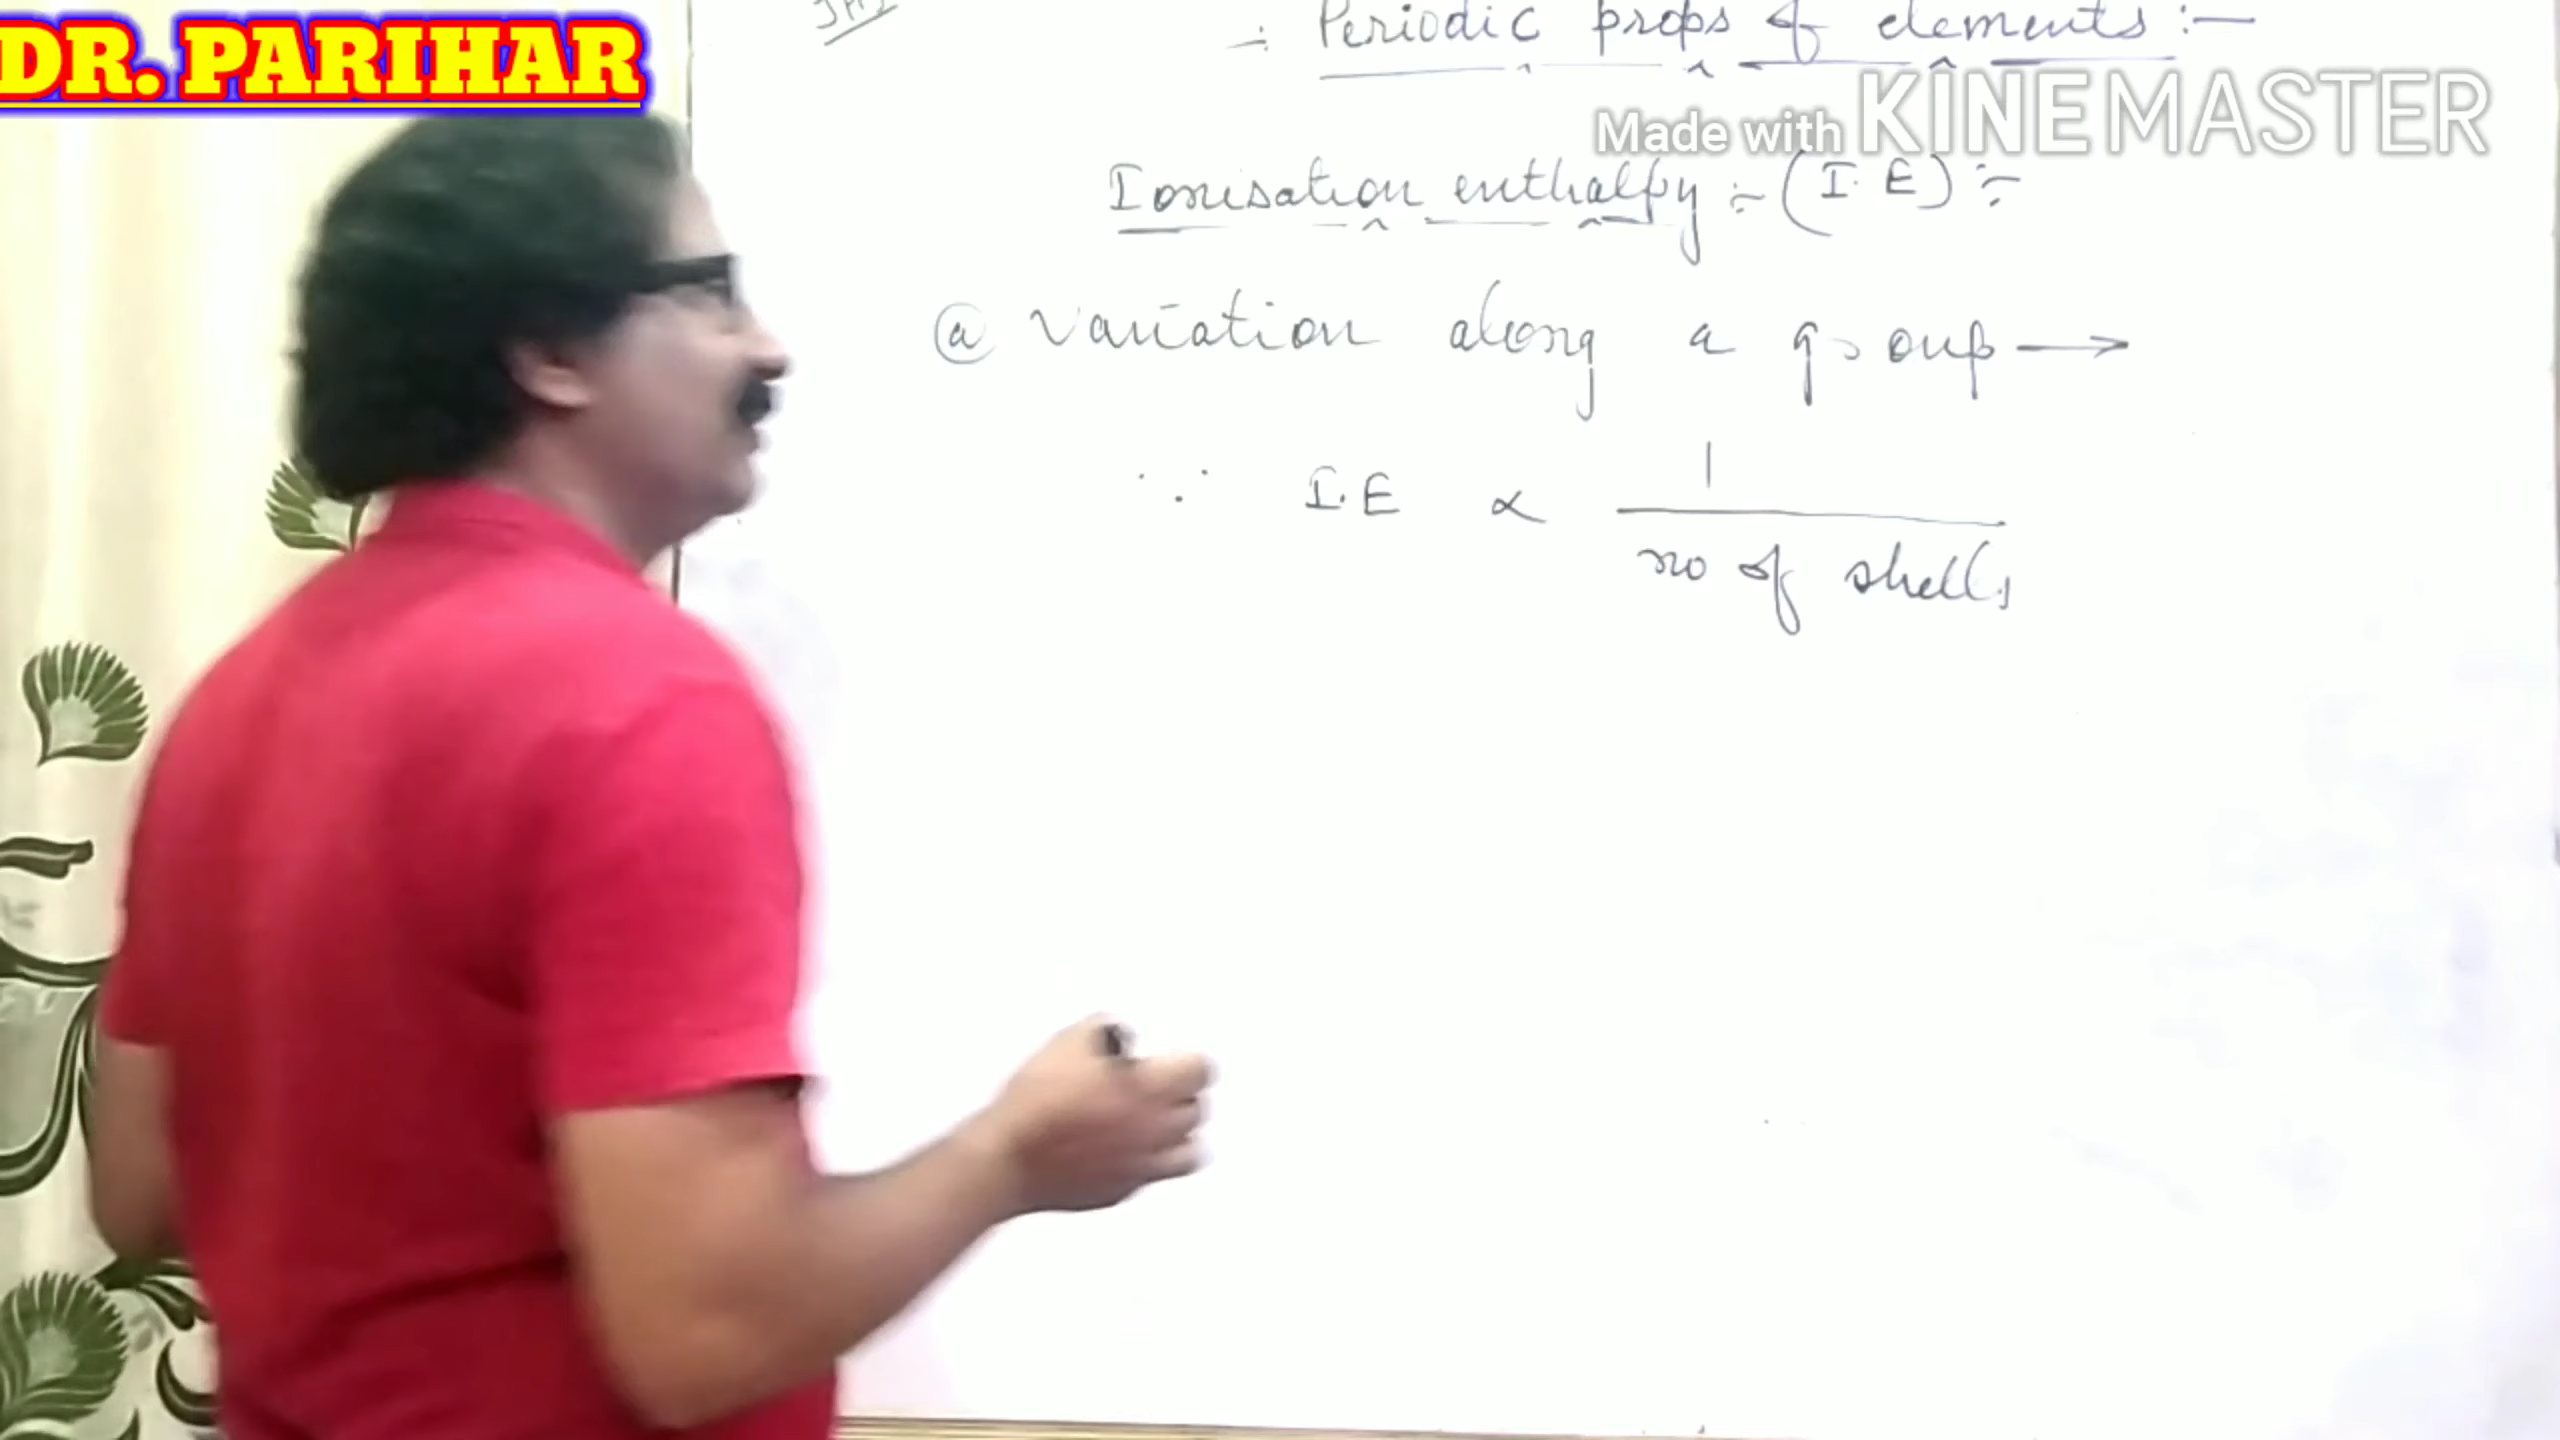 DR. PARIHAR
:- Periodic props of elements :-
Made with KINEMASTER
Ionisation enthalpy :- (I.E) :-
(a) Variation along a group →
∵ I.E ∝ 1
no of shells